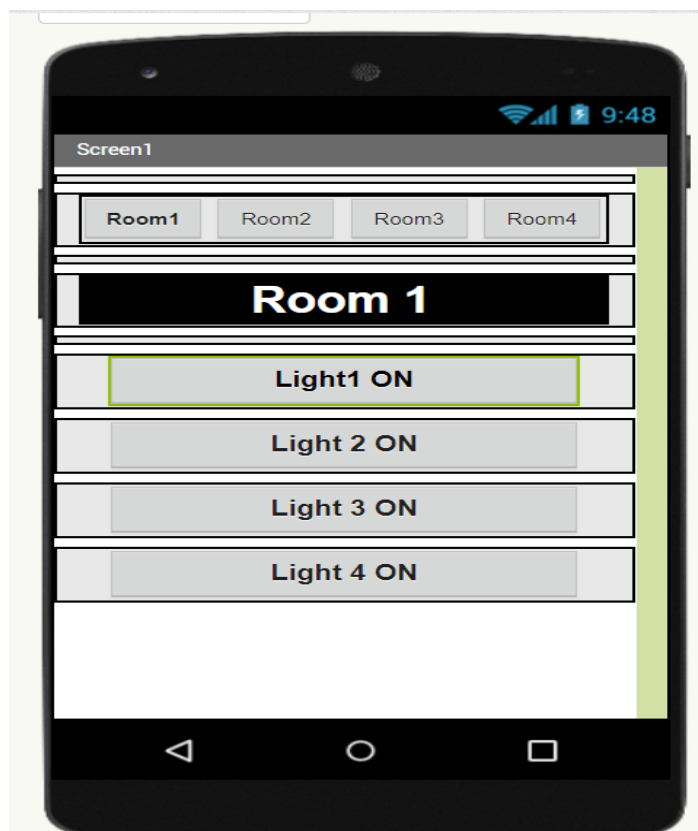 9:48
Screen1
Room1 Room2 Room3 Room4
Room 1
Light1 ON
Light 2 ON
Light 3 ON
Light 4 ON